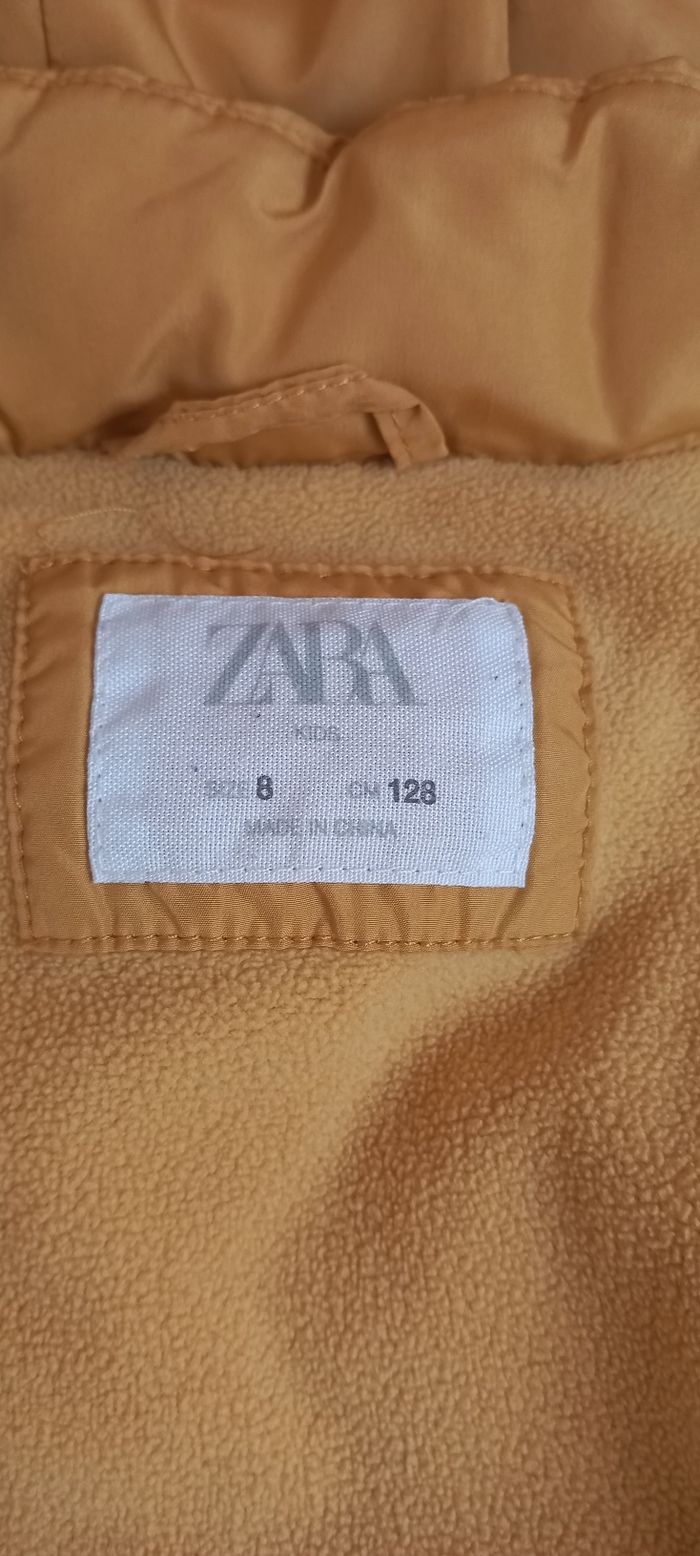 ZARA
KIDS
SIZE 8 CM 128
MADE IN CHINA